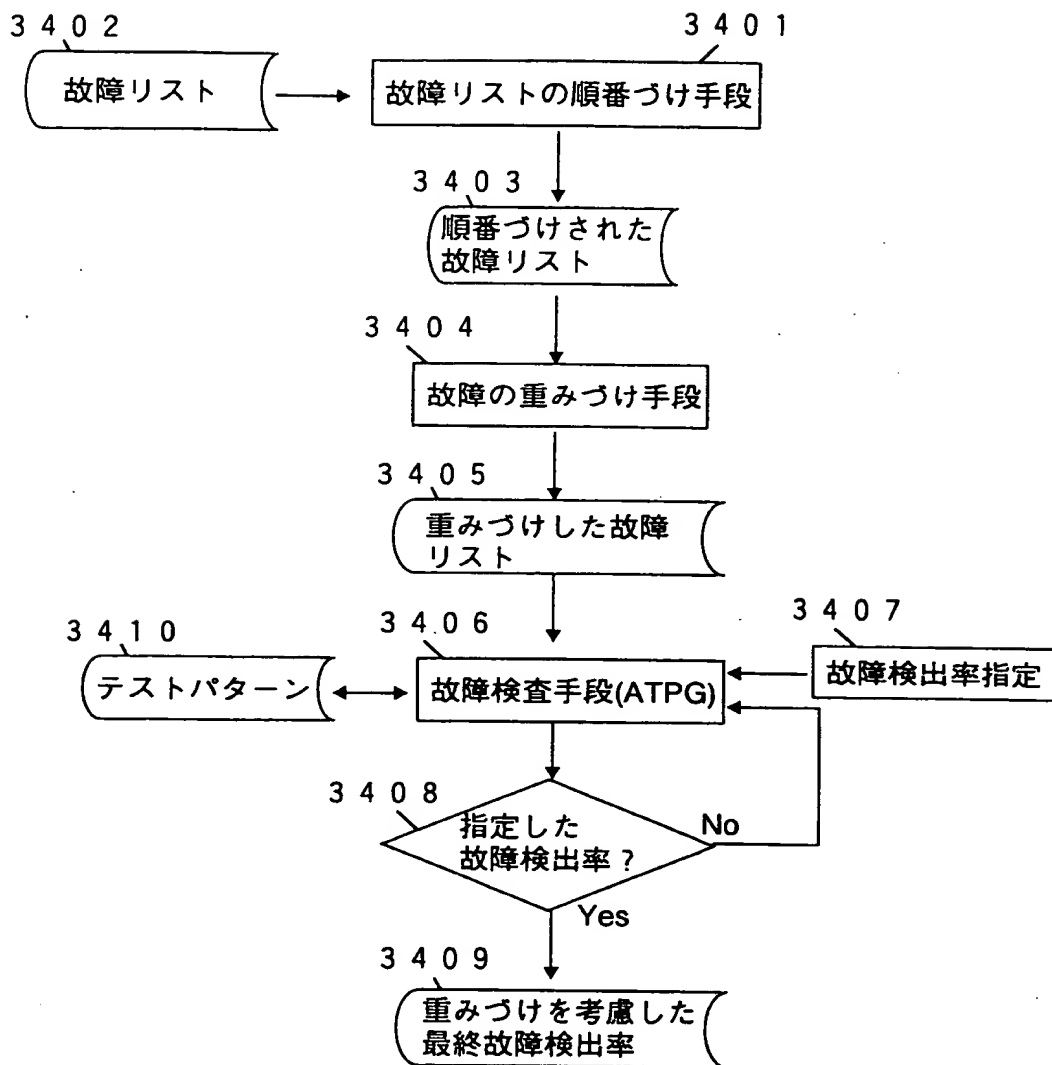 3402
3401
故障リスト
故障リストの順番づけ手段
3403
順番づけされた
故障リスト
3404
故障の重みづけ手段
3405
重みづけした故障
リスト
3406
3407
3410
テストパターン
故障検査手段(ATPG)
故障検出率指定
3408
指定した
故障検出率?
No
Yes
3409
重みづけを考慮した
最終故障検出率